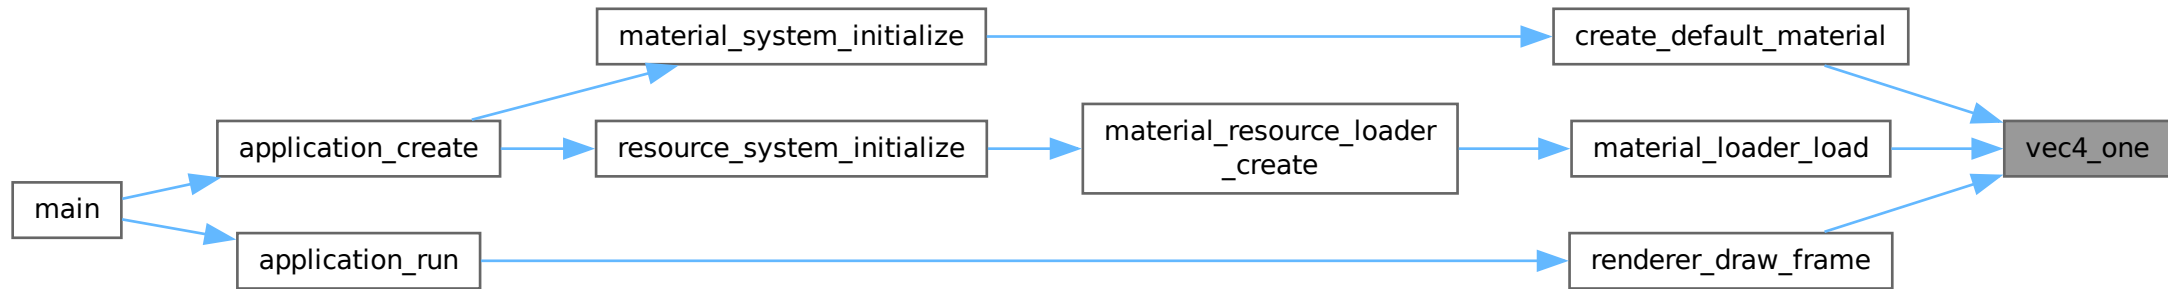 material_system_initialize
create_default_material
material_resource_loader
_create
application_create
resource_system_initialize
material_loader_load
vec4_one
main
application_run
renderer_draw_frame